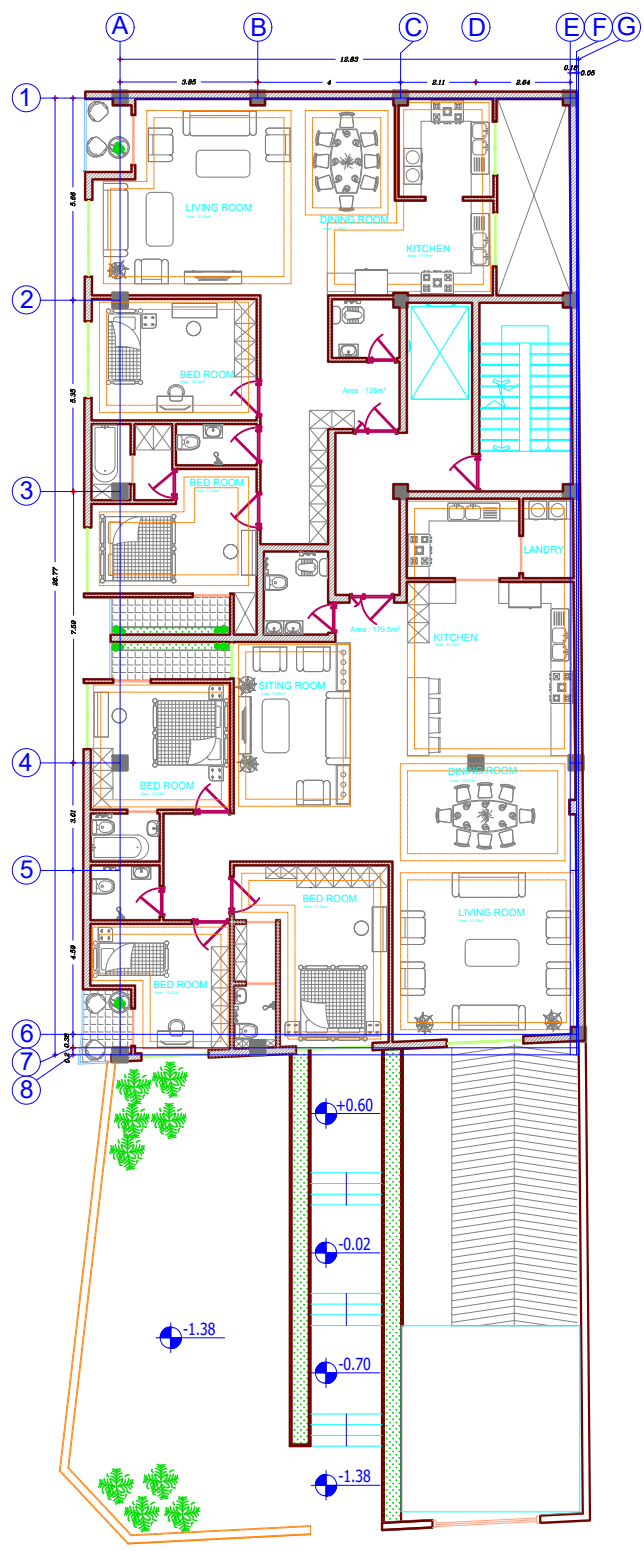 A B C D E F G
12.83
0.18
0.05
3.85 4 2.11 2.64
1
5.66
LIVING ROOM
DINING ROOM
KITCHEN
2
5.35
BED ROOM
Area : 126m²
3
BED ROOM
LANDRY
7.59
KITCHEN
Area : 179.5m²
SITING ROOM
4
DINING ROOM
BED ROOM
3.01
5
BED ROOM
LIVING ROOM
4.59
BED ROOM
26.77
6
0.38
7
0.2
8
+0.60
-0.02
-1.38
-0.70
-1.38